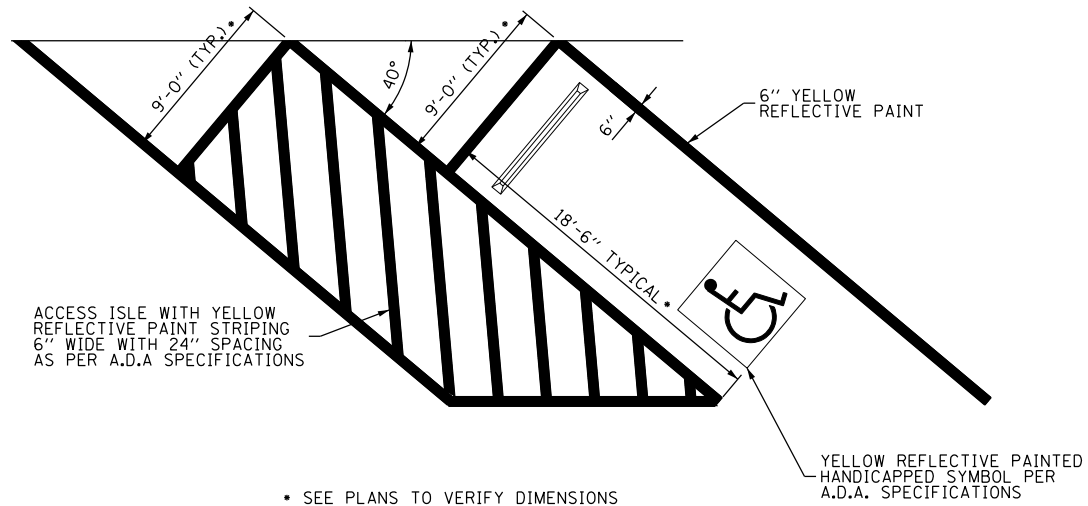 9'-0" (TYP.)*
40°
9'-0" (TYP.)*
6"
6" YELLOW
REFLECTIVE PAINT
18'-6" TYPICAL *
ACCESS ISLE WITH YELLOW
REFLECTIVE PAINT STRIPING
6" WIDE WITH 24" SPACING
AS PER A.D.A SPECIFICATIONS
YELLOW REFLECTIVE PAINTED
HANDICAPPED SYMBOL PER
A.D.A. SPECIFICATIONS
* SEE PLANS TO VERIFY DIMENSIONS